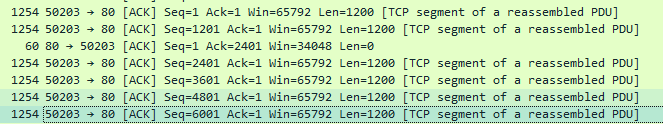 1254 50203 → 80 [ACK] Seq=1 Ack=1 Win=65792 Len=1200 [TCP segment of a reassembled PDU]
1254 50203 → 80 [ACK] Seq=1201 Ack=1 Win=65792 Len=1200 [TCP segment of a reassembled PDU]
60 80 → 50203 [ACK] Seq=1 Ack=2401 Win=34048 Len=0
1254 50203 → 80 [ACK] Seq=2401 Ack=1 Win=65792 Len=1200 [TCP segment of a reassembled PDU]
1254 50203 → 80 [ACK] Seq=3601 Ack=1 Win=65792 Len=1200 [TCP segment of a reassembled PDU]
1254 50203 → 80 [ACK] Seq=4801 Ack=1 Win=65792 Len=1200 [TCP segment of a reassembled PDU]
1254 50203 → 80 [ACK] Seq=6001 Ack=1 Win=65792 Len=1200 [TCP segment of a reassembled PDU]